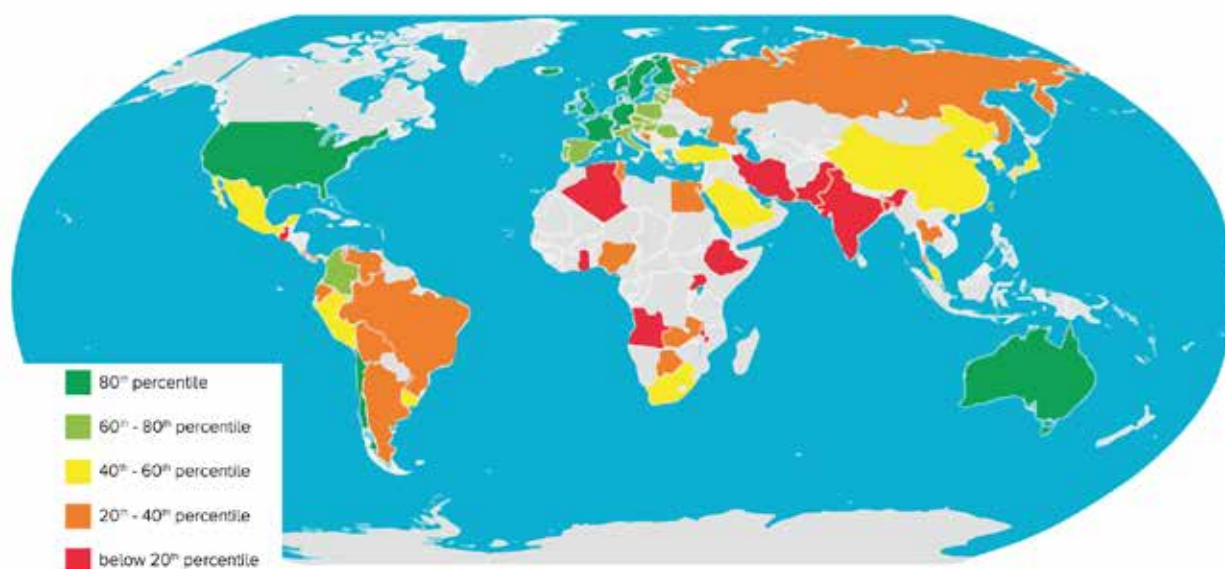 80th percentile
60th - 80th percentile
40th - 60th percentile
20th - 40th percentile
below 20th percentile